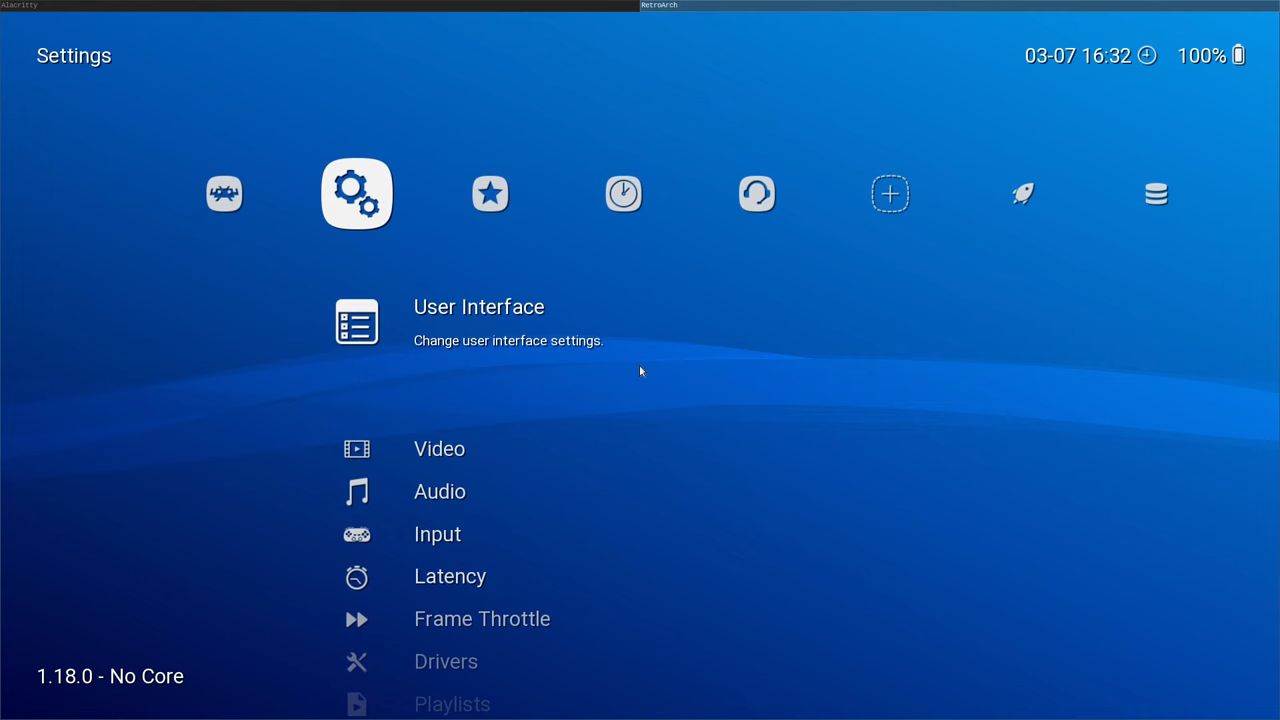 Alacritty
RetroArch
Settings
03-07 16:32
100%
User Interface
Change user interface settings.
Video
Audio
Input
Latency
Frame Throttle
Drivers
Playlists
1.18.0 - No Core